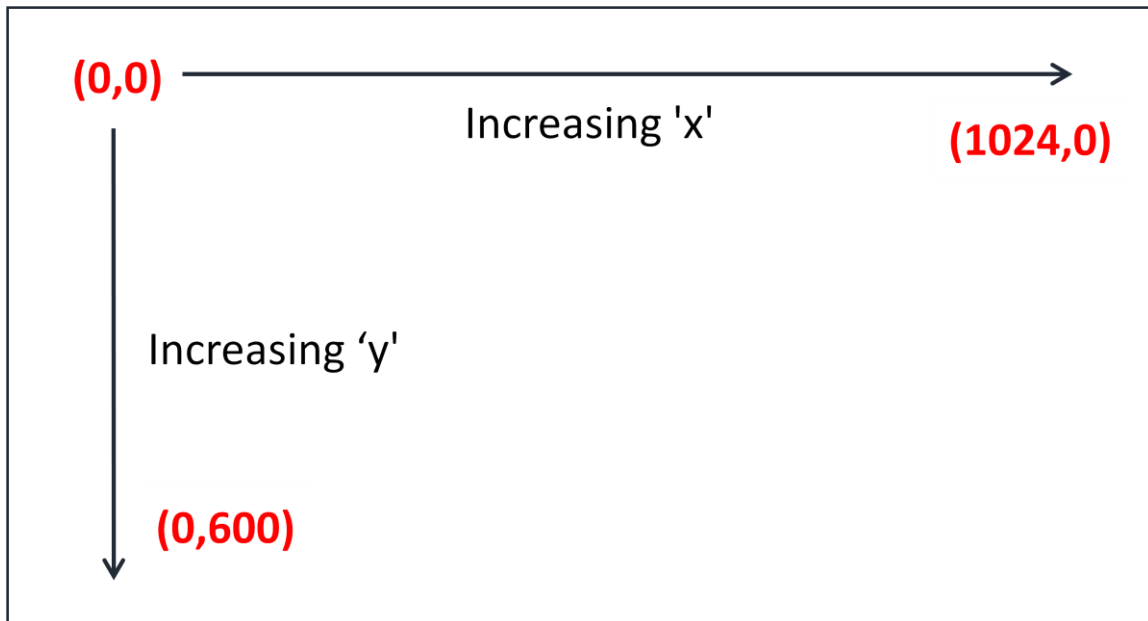 (0,0)
Increasing 'x'
(1024,0)
Increasing ‘y'
(0,600)